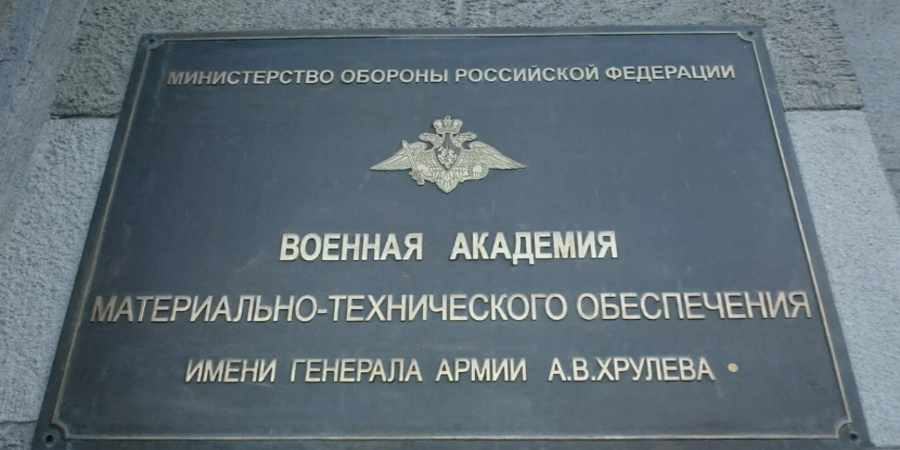 МИНИСТЕРСТВО ОБОРОНЫ РОССИЙСКОЙ ФЕДЕРАЦИИ
ВОЕННАЯ АКАДЕМИЯ
МАТЕРИАЛЬНО-ТЕХНИЧЕСКОГО ОБЕСПЕЧЕНИЯ
ИМЕНИ ГЕНЕРАЛА АРМИИ А.В.ХРУЛЕВА